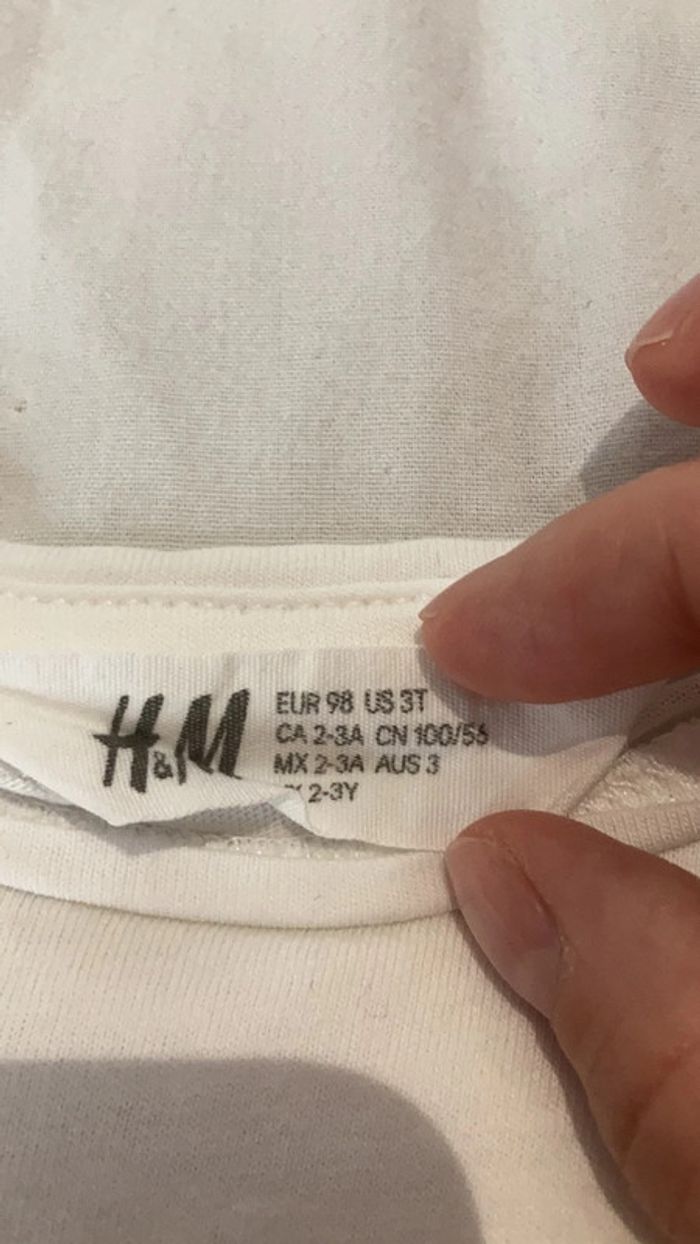 H&M
EUR 98 US 3T
CA 2-3A CN 100/56
MX 2-3A AUS 3
2-3Y